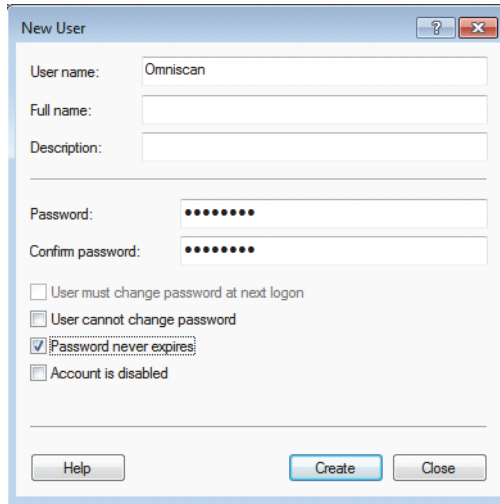 New User
User name: Omniscan
Full name:
Description:
Password: ●●●●●●●●
Confirm password: ●●●●●●●●
User must change password at next logon
User cannot change password
Password never expires
Account is disabled
Help Create Close